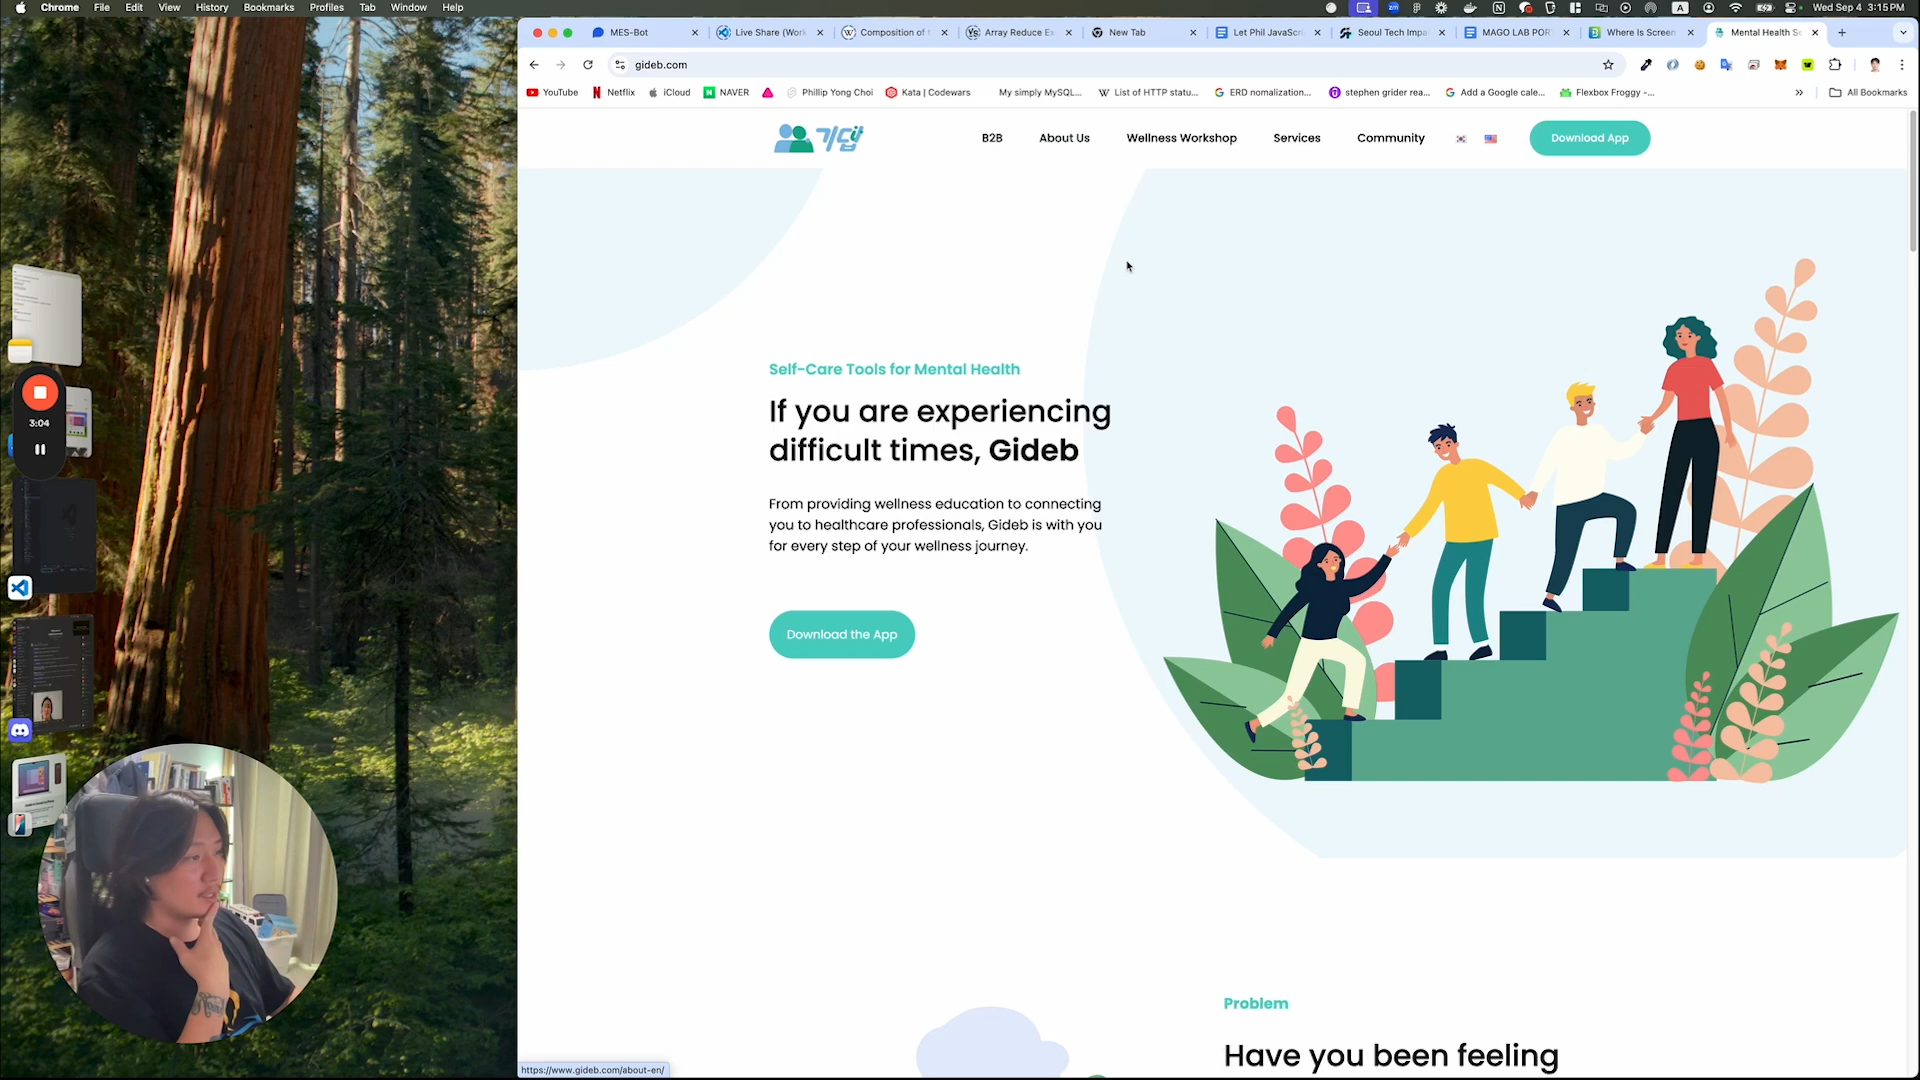 Chrome File Edit View History Bookmarks Profiles Tab Window Help
Wed Sep 4 3:15 PM
MES-Bot
Live Share (Work
Composition of
Array Reduce Ex
New Tab
Let Phil JavaScri
Seoul Tech Impa
MAGO LAB POR
Where Is Screen
Mental Health Se
gideb.com
YouTube
Netflix
iCloud
NAVER
Phillip Yong Choi
Kata | Codewars
My simply MySQL...
List of HTTP statu...
ERD nomalization...
stephen grider rea...
Add a Google cale...
Flexbox Froggy -...
All Bookmarks
기딥
B2B
About Us
Wellness Workshop
Services
Community
Download App
Self-Care Tools for Mental Health
If you are experiencing
difficult times, Gideb
From providing wellness education to connecting
you to healthcare professionals, Gideb is with you
for every step of your wellness journey.
Download the App
3:04
Problem
Have you been feeling
https://www.gideb.com/about-en/